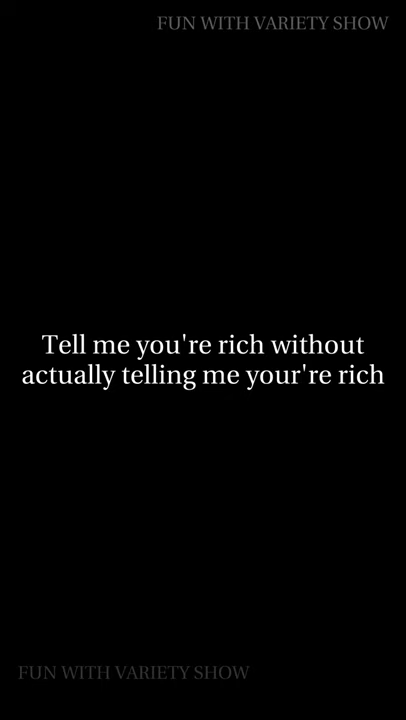 FUN WITH VARIETY SHOW
Tell me you're rich without
actually telling me your're rich
FUN WITH VARIETY SHOW